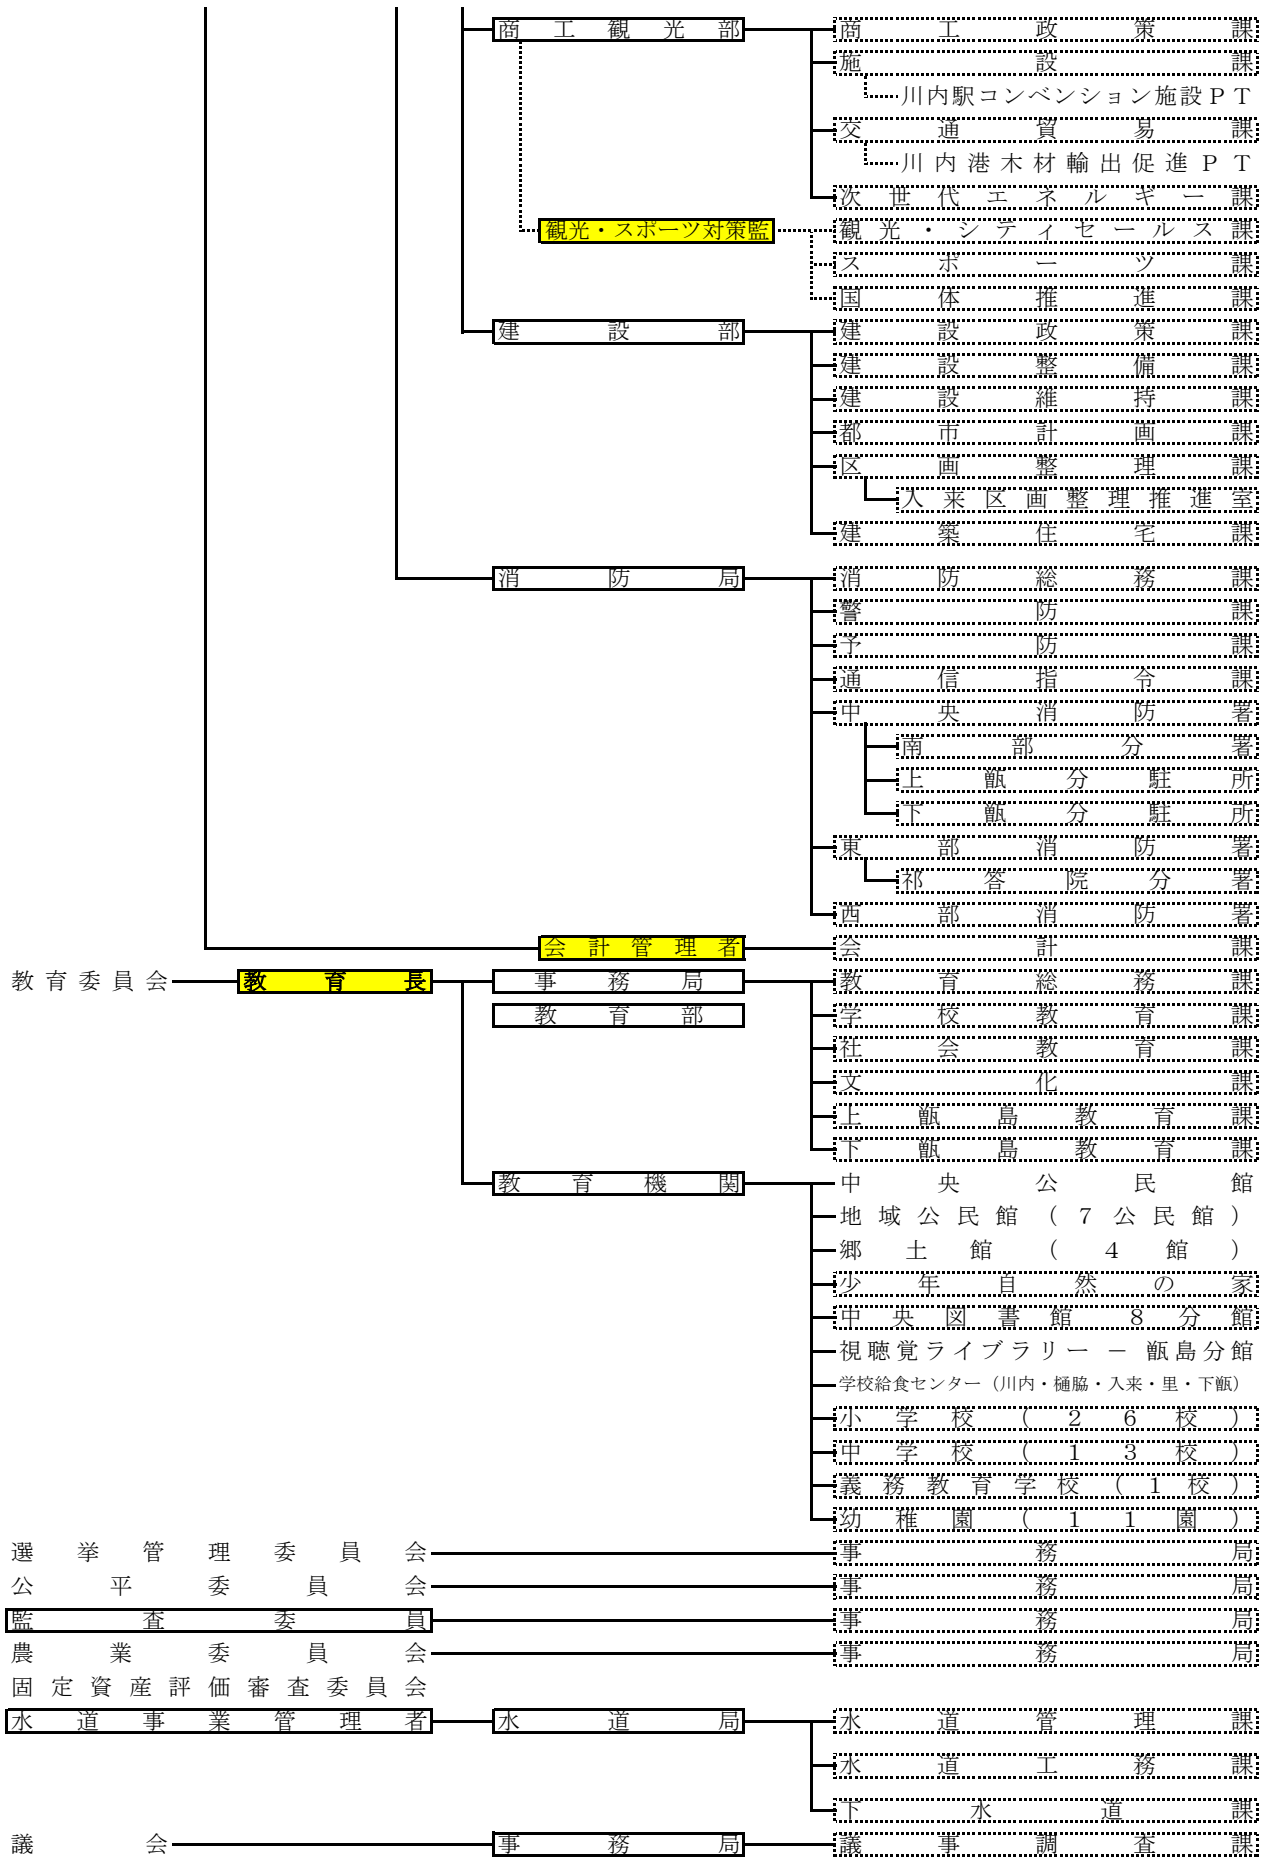 商工観光部 商工政策課
施設課
川内駅コンベンション施設ＰＴ
交通貿易課
川内港木材輸出促進ＰＴ
次世代エネルギー課
観光・スポーツ対策監 観光・シティセールス課
スポーツ課
国体推進課
建設部 建設政策課
建設整備課
建設維持課
都市計画課
区画整理課
入来区画整理推進室
建築住宅課
消防局 消防総務課
警防課
予防課
通信指令課
中央消防署
南部分署
上甑分駐所
下甑分駐所
東部消防署
祁答院分署
西部消防署
会計管理者 会計課
教育委員会 教育長 事務局 教育総務課
教育部 学校教育課
社会教育課
文化課
上甑島教育課
下甑島教育課
教育機関 中央公民館
地域公民館（７公民館）
郷土館（４館）
少年自然の家
中央図書館 ８分館
視聴覚ライブラリー － 甑島分館
学校給食センター（川内・樋脇・入来・里・下甑）
小学校（２６校）
中学校（１３校）
義務教育学校（１校）
幼稚園（１１園）
選挙管理委員会 事務局
公平委員会 事務局
監査委員 事務局
農業委員会 事務局
固定資産評価審査委員会
水道事業管理者 水道局 水道管理課
水道工務課
下水道課
議会 事務局 議事調査課